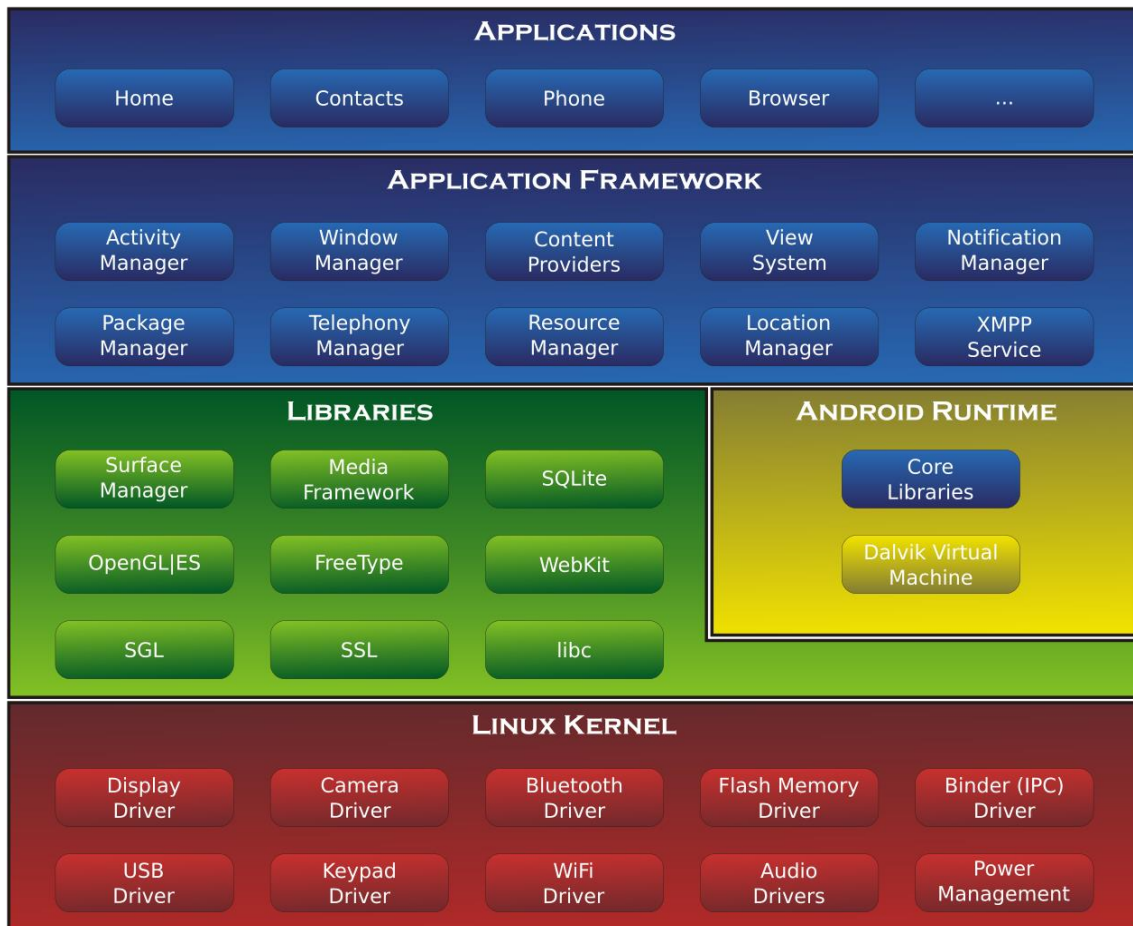 APPLICATIONS
Home
Contacts
Phone
Browser
...
APPLICATION FRAMEWORK
Activity
Manager
Window
Manager
Content
Providers
View
System
Notification
Manager
Package
Manager
Telephony
Manager
Resource
Manager
Location
Manager
XMPP
Service
LIBRARIES
Surface
Manager
Media
Framework
SQLite
OpenGL|ES
FreeType
WebKit
SGL
SSL
libc
ANDROID RUNTIME
Core
Libraries
Dalvik Virtual
Machine
LINUX KERNEL
Display
Driver
Camera
Driver
Bluetooth
Driver
Flash Memory
Driver
Binder (IPC)
Driver
USB
Driver
Keypad
Driver
WiFi
Driver
Audio
Drivers
Power
Management